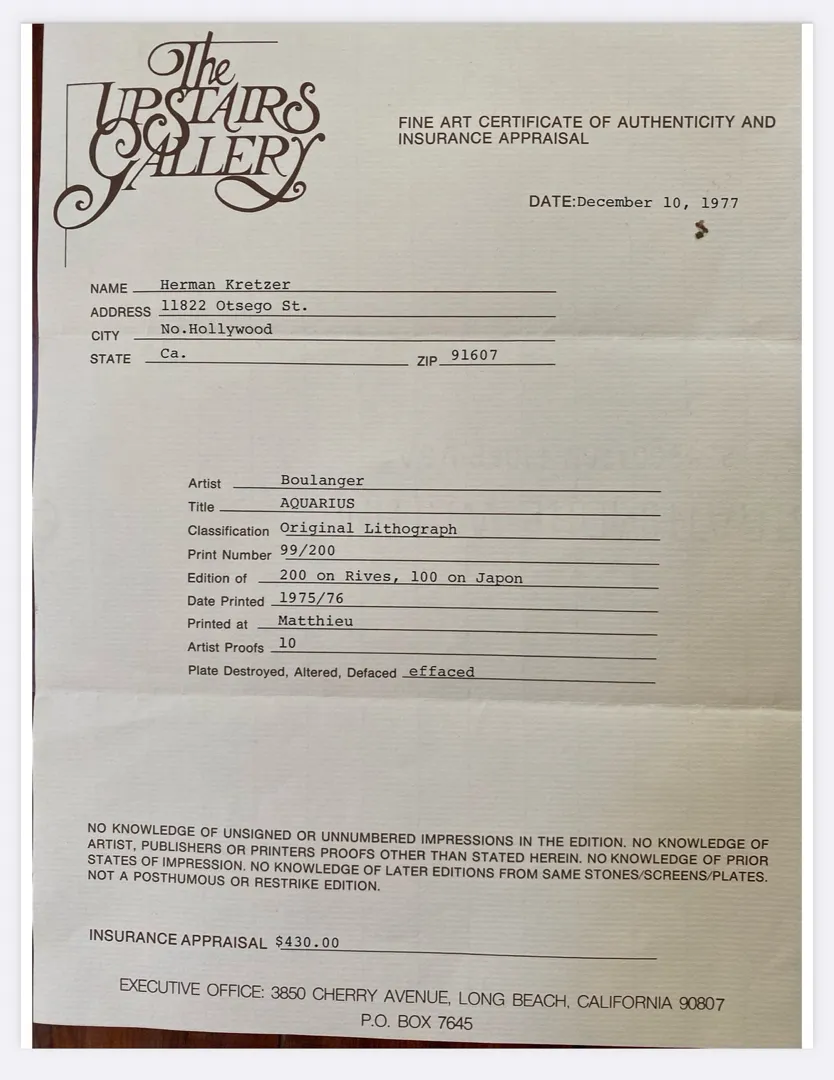 The
UPSTAIRS
GALLERY
FINE ART CERTIFICATE OF AUTHENTICITY AND
INSURANCE APPRAISAL
DATE:December 10, 1977
NAME Herman Kretzer
ADDRESS 11822 Otsego St.
CITY No.Hollywood
STATE Ca. ZIP 91607
Artist Boulanger
Title AQUARIUS
Classification Original Lithograph
Print Number 99/200
Edition of 200 on Rives, 100 on Japon
Date Printed 1975/76
Printed at Matthieu
Artist Proofs 10
Plate Destroyed, Altered, Defaced effaced
NO KNOWLEDGE OF UNSIGNED OR UNNUMBERED IMPRESSIONS IN THE EDITION. NO KNOWLEDGE OF
ARTIST, PUBLISHERS OR PRINTERS PROOFS OTHER THAN STATED HEREIN. NO KNOWLEDGE OF PRIOR
STATES OF IMPRESSION. NO KNOWLEDGE OF LATER EDITIONS FROM SAME STONES/SCREENS/PLATES.
NOT A POSTHUMOUS OR RESTRIKE EDITION.
INSURANCE APPRAISAL $430.00
EXECUTIVE OFFICE: 3850 CHERRY AVENUE, LONG BEACH, CALIFORNIA 90807
P.O. BOX 7645